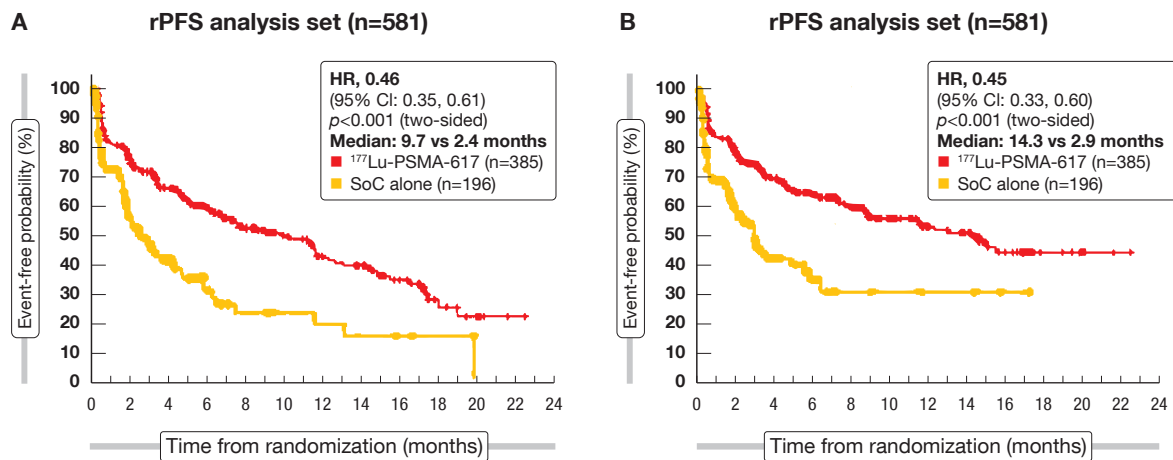 A
rPFS analysis set (n=581)
HR, 0.46
(95% CI: 0.35, 0.61)
p<0.001 (two-sided)
Median: 9.7 vs 2.4 months
¹⁷⁷Lu-PSMA-617 (n=385)
SoC alone (n=196)
Event-free probability (%)
100
90
80
70
60
50
40
30
20
10
0
0 2 4 6 8 10 12 14 16 18 20 22 24
Time from randomization (months)
B
rPFS analysis set (n=581)
HR, 0.45
(95% CI: 0.33, 0.60)
p<0.001 (two-sided)
Median: 14.3 vs 2.9 months
¹⁷⁷Lu-PSMA-617 (n=385)
SoC alone (n=196)
Event-free probability (%)
100
90
80
70
60
50
40
30
20
10
0
0 2 4 6 8 10 12 14 16 18 20 22 24
Time from randomization (months)